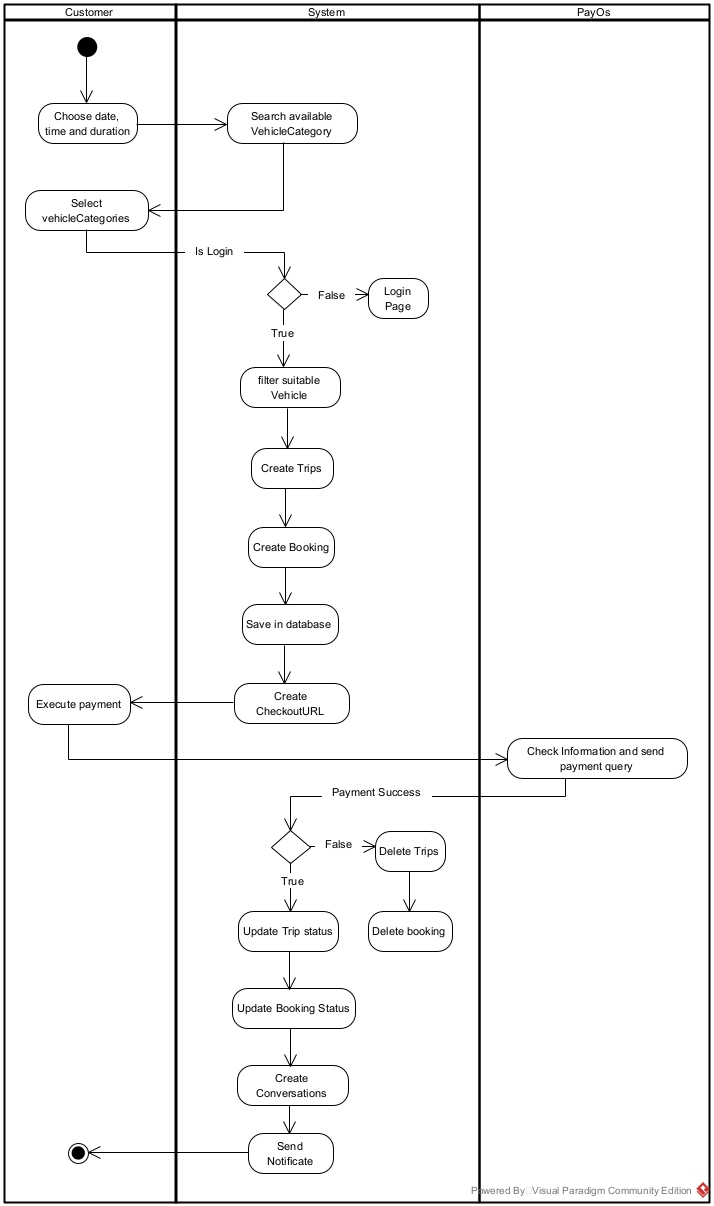 Customer
System
PayOs
Choose date,
time and duration
Search available
VehicleCategory
Select
vehicleCategories
Is Login
False
Login
Page
True
filter suitable
Vehicle
Create Trips
Create Booking
Save in database
Create
CheckoutURL
Execute payment
Check Information and send
payment query
Payment Success
False
Delete Trips
True
Update Trip status
Delete booking
Update Booking Status
Create
Conversations
Send
Notificate
Powered By Visual Paradigm Community Edition